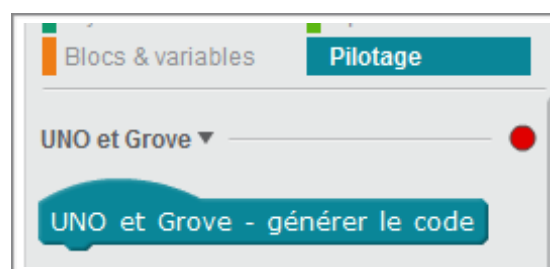 Blocs & variables
Pilotage
UNO et Grove ▾
UNO et Grove - générer le code